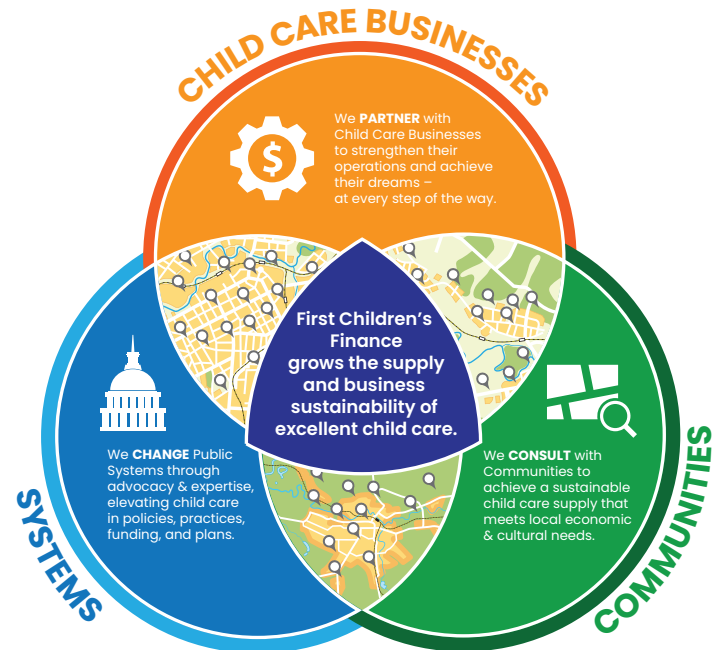 CHILD CARE BUSINESSES
We PARTNER with
Child Care Businesses
to strengthen their
operations and achieve
their dreams –
at every step of the way.
$
First Children's
Finance
grows the supply
and business
sustainability of
excellent child care.
We CHANGE Public
Systems through
advocacy & expertise,
elevating child care
in policies, practices,
funding, and plans.
We CONSULT with
Communities to
achieve a sustainable
child care supply that
meets local economic
& cultural needs.
SYSTEMS
COMMUNITIES